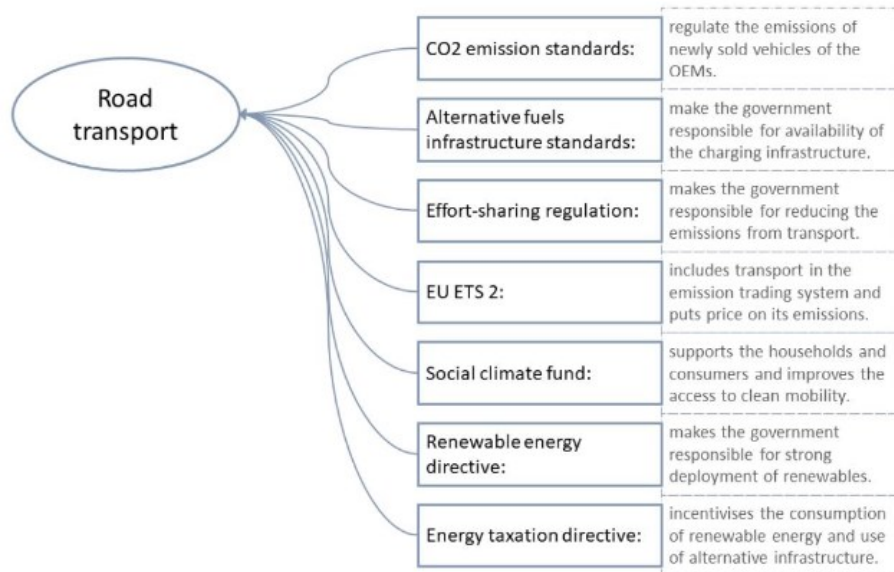 Road
transport
CO2 emission standards:
regulate the emissions of
newly sold vehicles of the
OEMs.
Alternative fuels
infrastructure standards:
make the government
responsible for availability of
the charging infrastructure.
Effort-sharing regulation:
makes the government
responsible for reducing the
emissions from transport.
EU ETS 2:
includes transport in the
emission trading system and
puts price on its emissions.
Social climate fund:
supports the households and
consumers and improves the
access to clean mobility.
Renewable energy
directive:
makes the government
responsible for strong
deployment of renewables.
Energy taxation directive:
incentivises the consumption
of renewable energy and use
of alternative infrastructure.